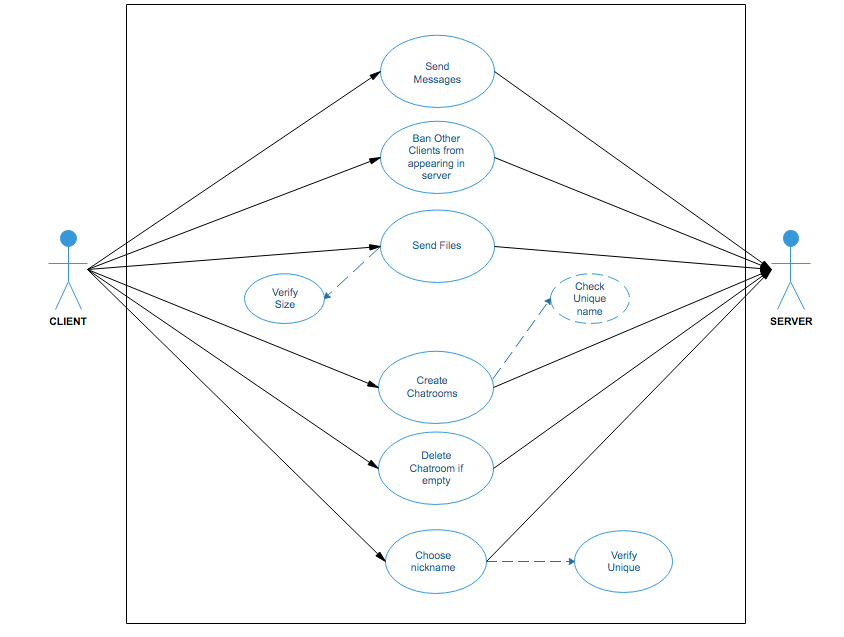 Send
Messages
Ban Other
Clients from
appearing in
server
Send Files
Verify
Size
Check
Unique
name
CLIENT
SERVER
Create
Chatrooms
Delete
Chatroom if
empty
Choose
nickname
Verify
Unique